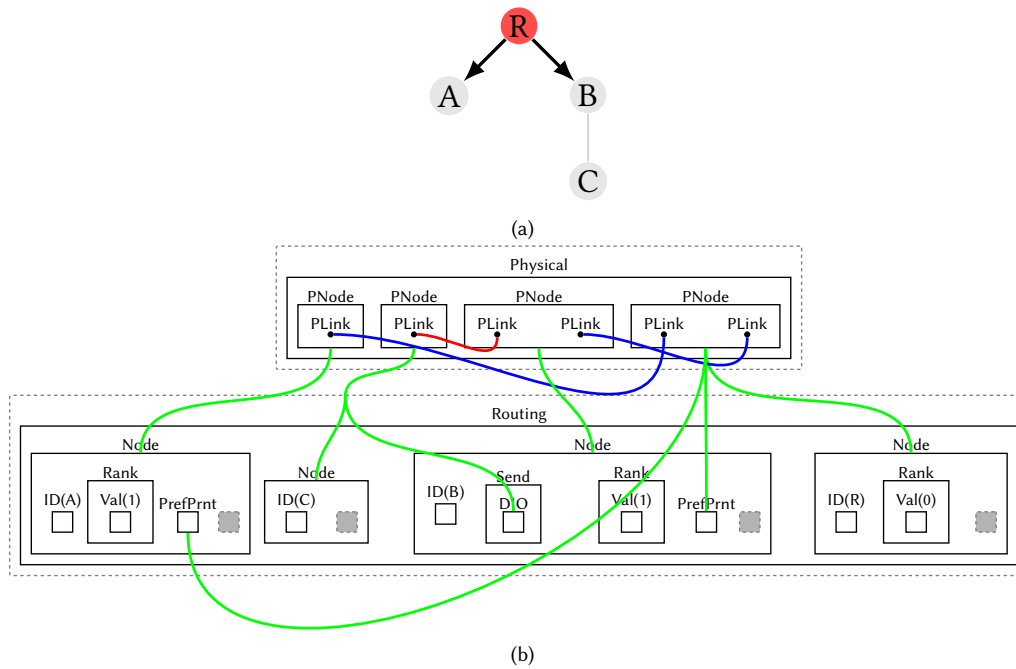 R
A B
C
(a)
Physical
PNode PNode PNode PNode
PLink PLink PLink PLink PLink PLink
Routing
Node Node Node Node
Rank Send Rank Rank
ID(A) Val(1) PrefPrnt ID(C) ID(B) DIO Val(1) PrefPrnt ID(R) Val(0)
(b)